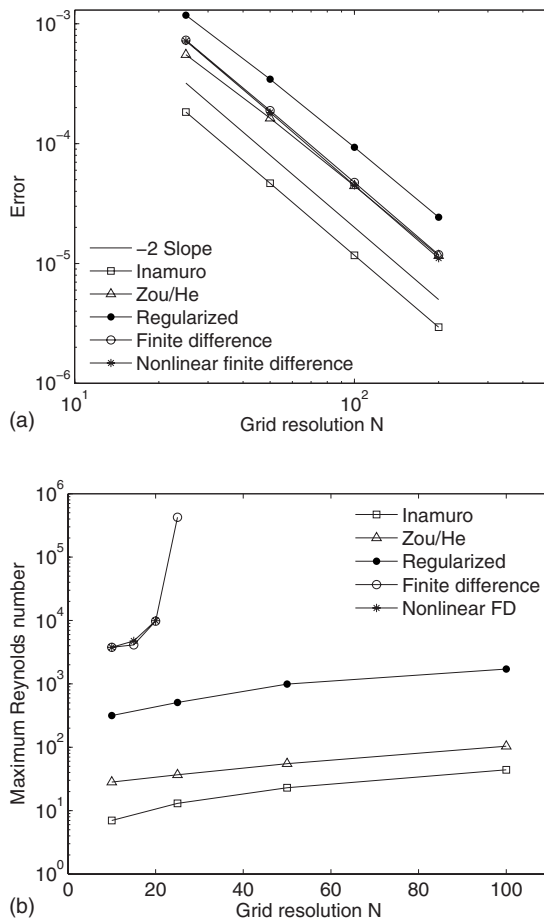 10^-3
10^-4
10^-5
10^-6
Error
-2 Slope
Inamuro
Zou/He
Regularized
Finite difference
Nonlinear finite difference
10^1
10^2
Grid resolution N
(a)
10^6
10^5
10^4
10^3
10^2
10^1
10^0
Maximum Reynolds number
Inamuro
Zou/He
Regularized
Finite difference
Nonlinear FD
0 20 40 60 80 100
Grid resolution N
(b)